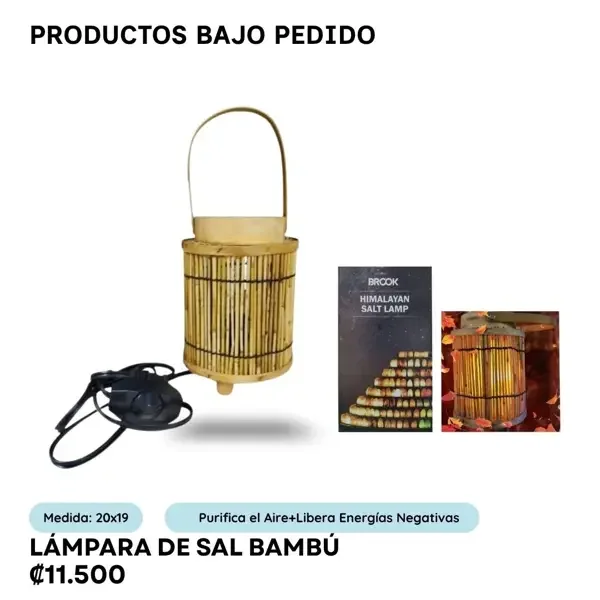 PRODUCTOS BAJO PEDIDO
BROOK
HIMALAYAN
SALT LAMP
Medida: 20x19
Purifica el Aire+Libera Energías Negativas
LÁMPARA DE SAL BAMBÚ
₡11.500